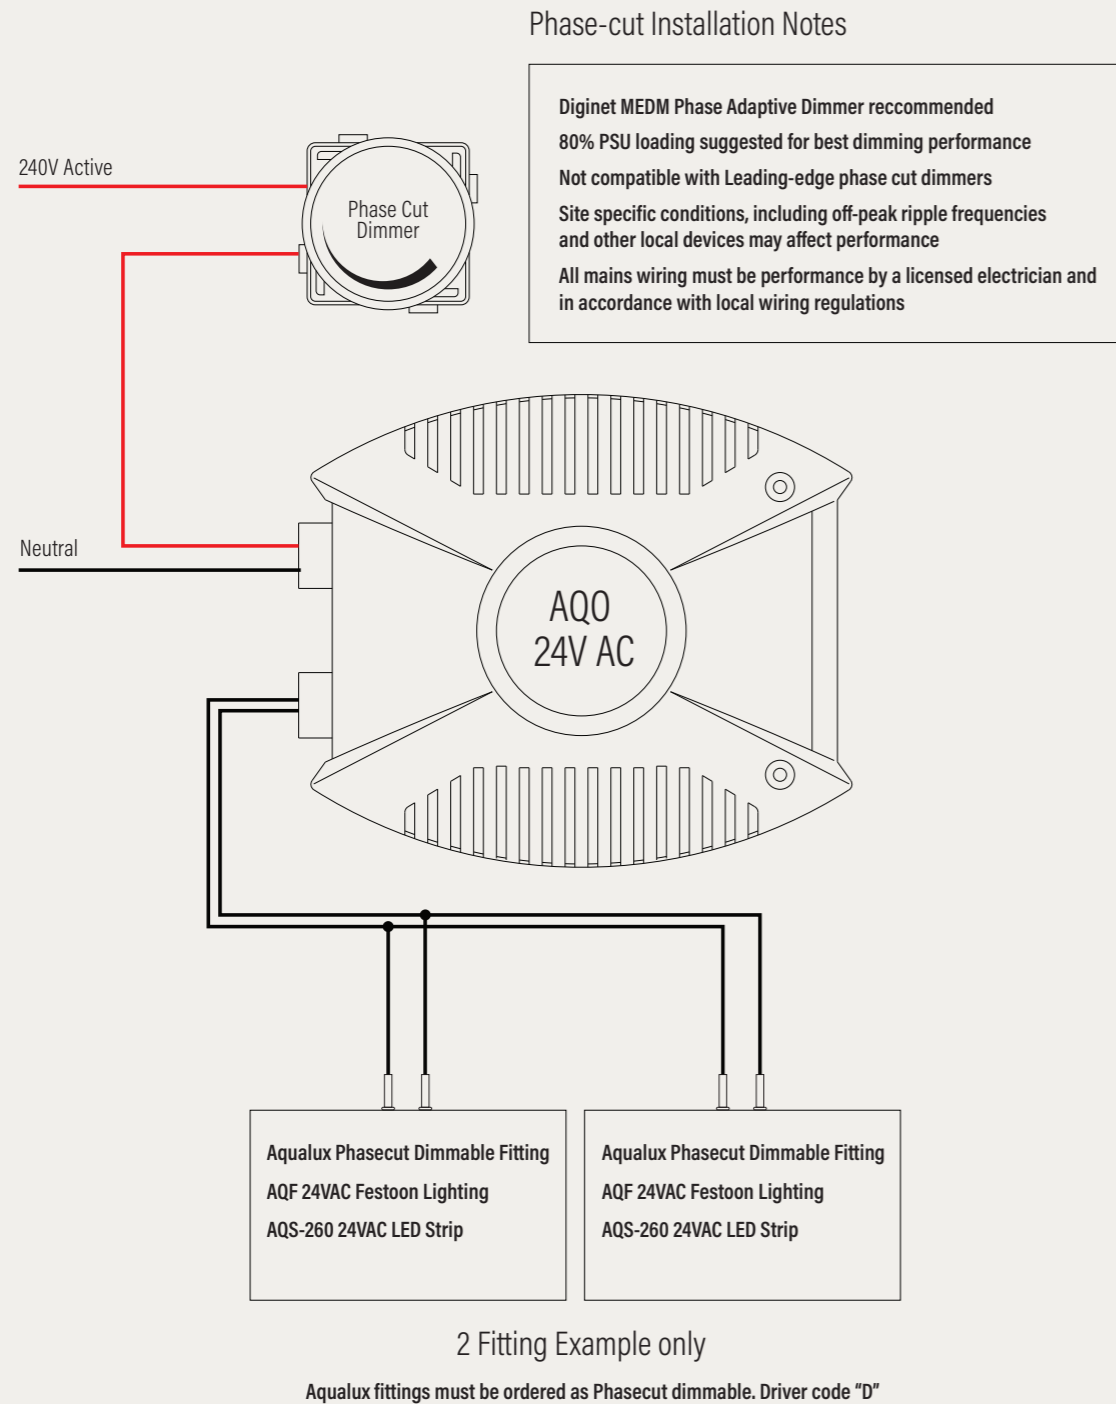 Phase-cut Installation Notes
Diginet MEDM Phase Adaptive Dimmer reccommended
80% PSU loading suggested for best dimming performance
Not compatible with Leading-edge phase cut dimmers
Site specific conditions, including off-peak ripple frequencies
and other local devices may affect performance
All mains wiring must be performance by a licensed electrician and
in accordance with local wiring regulations
240V Active
Phase Cut
Dimmer
Neutral
AQO
24V AC
Aqualux Phasecut Dimmable Fitting
AQF 24VAC Festoon Lighting
AQS-260 24VAC LED Strip
Aqualux Phasecut Dimmable Fitting
AQF 24VAC Festoon Lighting
AQS-260 24VAC LED Strip
2 Fitting Example only
Aqualux fittings must be ordered as Phasecut dimmable. Driver code “D”